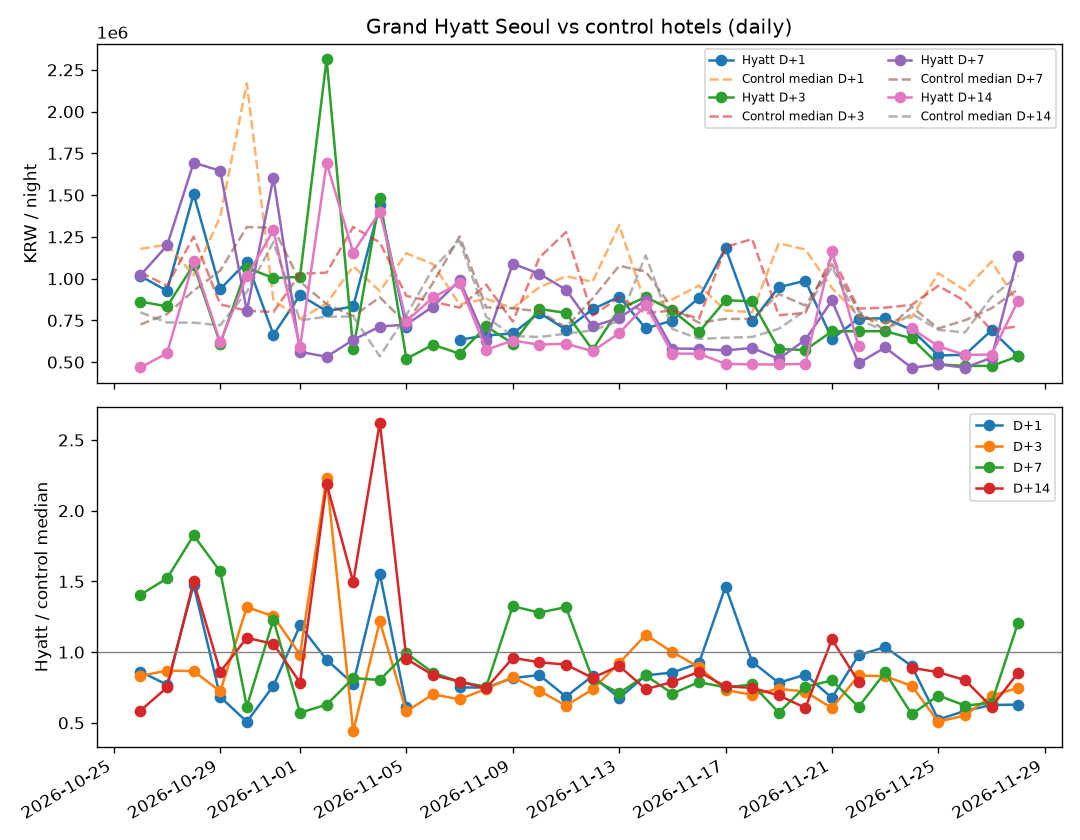 Grand Hyatt Seoul vs control hotels (daily)
1e6
KRW / night
2.25
2.00
1.75
1.50
1.25
1.00
0.75
0.50
Hyatt D+1
Control median D+1
Hyatt D+3
Control median D+3
Hyatt D+7
Control median D+7
Hyatt D+14
Control median D+14
Hyatt / control median
2.5
2.0
1.5
1.0
0.5
D+1
D+3
D+7
D+14
2026-10-25
2026-10-29
2026-11-01
2026-11-05
2026-11-09
2026-11-13
2026-11-17
2026-11-21
2026-11-25
2026-11-29